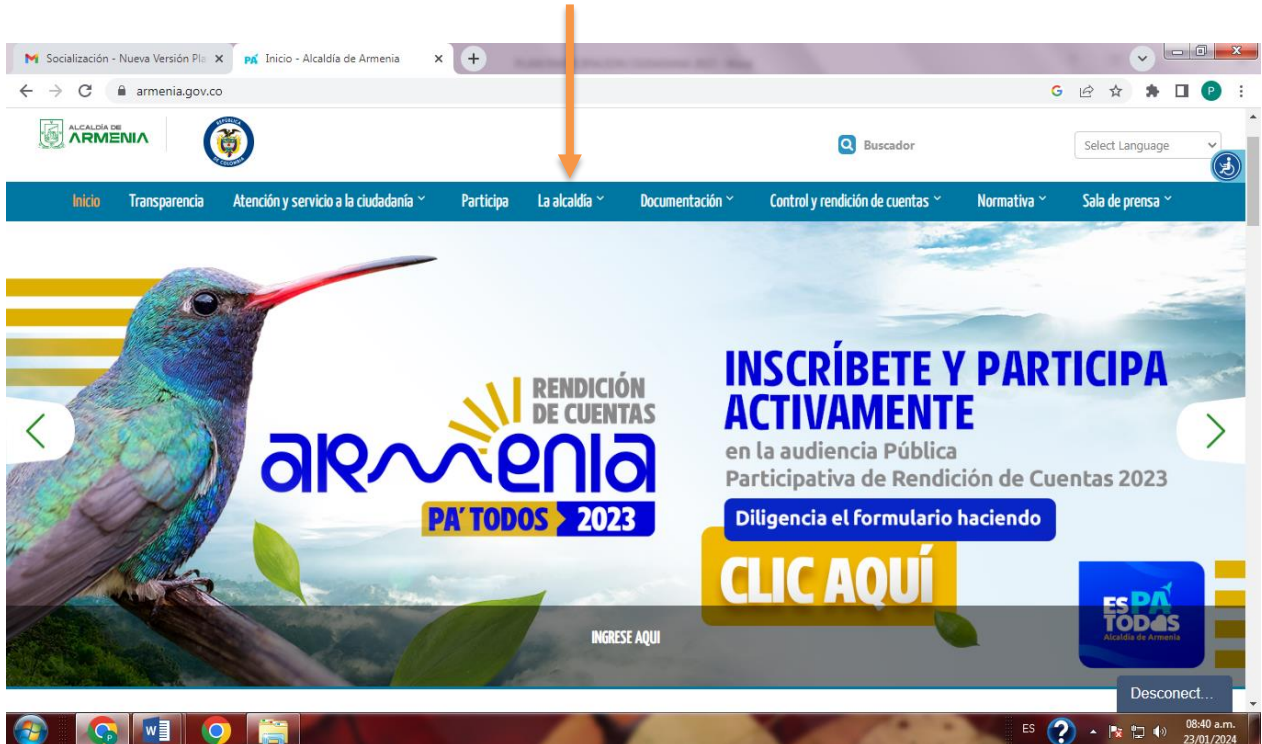 Socialización - Nueva Versión Pla
PA' Inicio - Alcaldía de Armenia
armenia.gov.co
ALCALDÍA DE
ARMENIA
Buscador
Select Language
Inicio Transparencia Atención y servicio a la ciudadanía Participa La alcaldía Documentación Control y rendición de cuentas Normativa Sala de prensa
RENDICIÓN
DE CUENTAS
armenia
PA' TODOS 2023
INSCRÍBETE Y PARTICIPA
ACTIVAMENTE
en la audiencia Pública
Participativa de Rendición de Cuentas 2023
Diligencia el formulario haciendo
CLIC AQUÍ
ES PA'
TODOS
Alcaldía de Armenia
INGRESE AQUI
Desconect...
ES
08:40 a.m.
23/01/2024